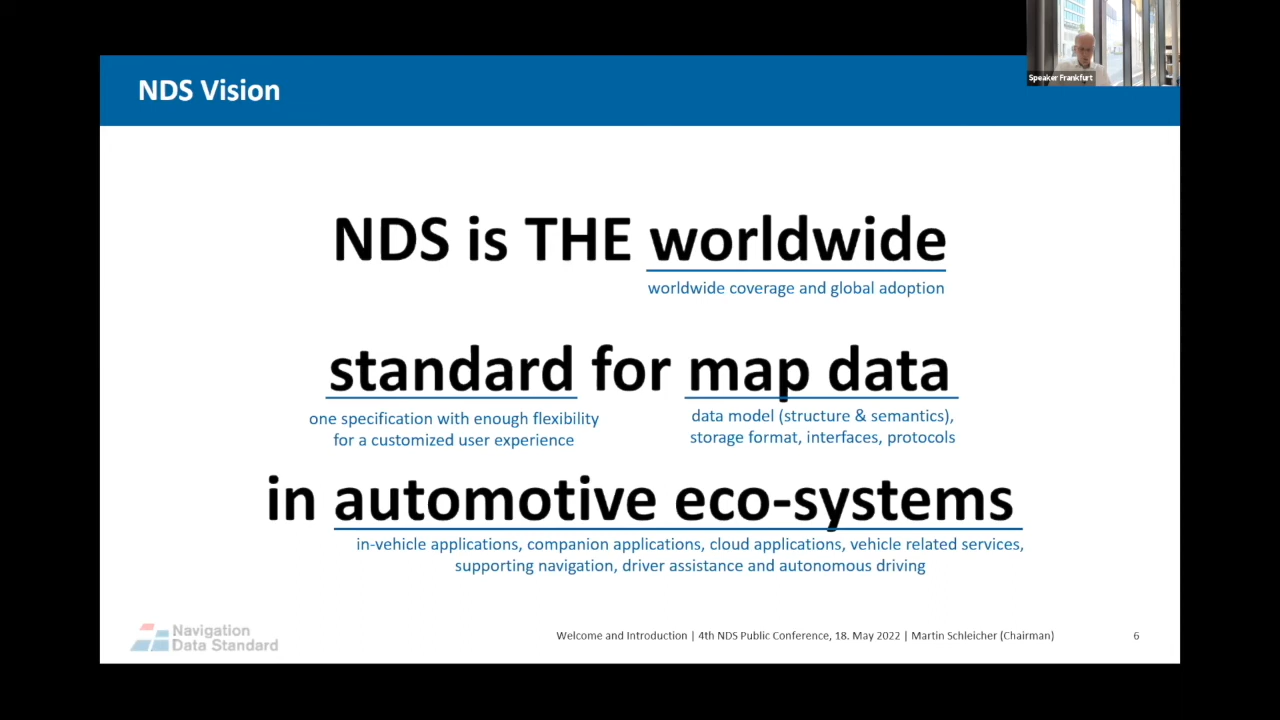 Speaker Frankfurt
NDS Vision
NDS is THE worldwide
worldwide coverage and global adoption
standard for map data
one specification with enough flexibility
for a customized user experience
data model (structure & semantics),
storage format, interfaces, protocols
in automotive eco-systems
in-vehicle applications, companion applications, cloud applications, vehicle related services,
supporting navigation, driver assistance and autonomous driving
Navigation
Data Standard
Welcome and Introduction | 4th NDS Public Conference, 18. May 2022 | Martin Schleicher (Chairman)
6